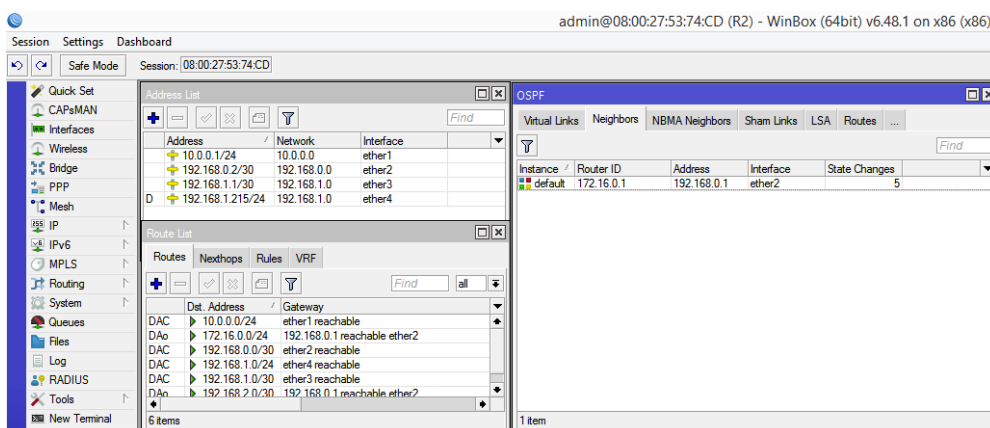 admin@08:00:27:53:74:CD (R2) - WinBox (64bit) v6.48.1 on x86 (x86)
Session Settings Dashboard
Safe Mode Session: 08:00:27:53:74:CD
Quick Set
CAPsMAN
Interfaces
Wireless
Bridge
PPP
Mesh
IP
IPv6
MPLS
Routing
System
Queues
Files
Log
RADIUS
Tools
New Terminal
Address List
Find
Address Network Interface
10.0.0.1/24 10.0.0.0 ether1
192.168.0.2/30 192.168.0.0 ether2
192.168.1.1/30 192.168.1.0 ether3
D 192.168.1.215/24 192.168.1.0 ether4
Route List
Routes Nexthops Rules VRF
Find all
Dst. Address Gateway
DAC 10.0.0.0/24 ether1 reachable
DAo 172.16.0.0/24 192.168.0.1 reachable ether2
DAC 192.168.0.0/30 ether2 reachable
DAC 192.168.1.0/24 ether4 reachable
DAC 192.168.1.0/30 ether3 reachable
DAo 192.168.2.0/30 192.168.0.1 reachable ether2
6 items
OSPF
Virtual Links Neighbors NBMA Neighbors Sham Links LSA Routes ...
Find
Instance Router ID Address Interface State Changes
default 172.16.0.1 192.168.0.1 ether2 5
1 item